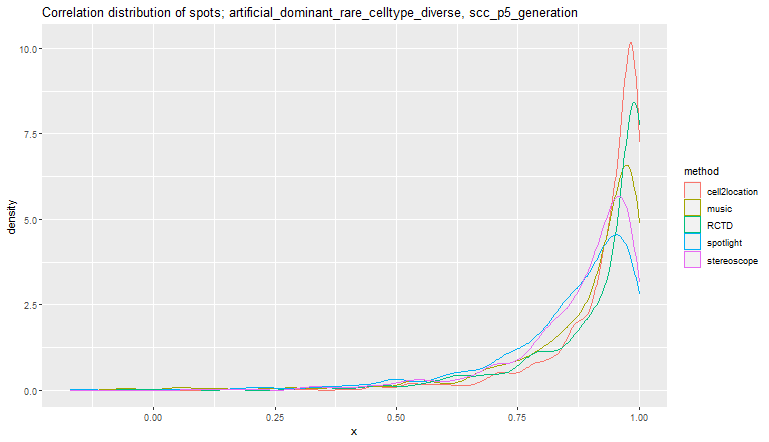 Correlation distribution of spots; artificial_dominant_rare_celltype_diverse, scc_p5_generation
10.0
7.5
5.0
2.5
0.0
density
0.00
0.25
0.50
0.75
1.00
x
method
cell2location
music
RCTD
spotlight
stereoscope